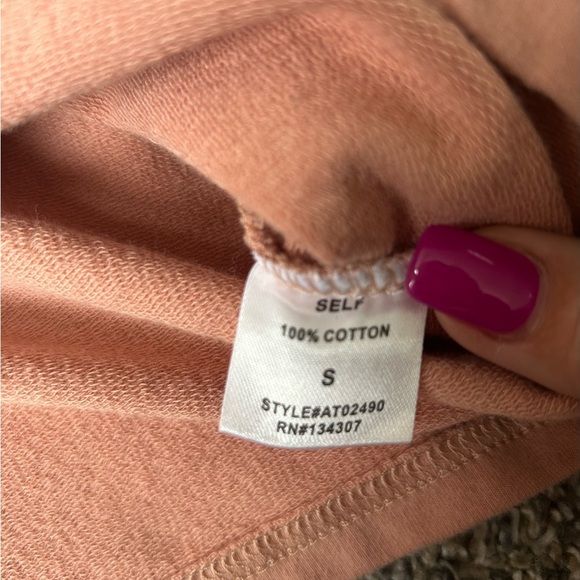 SELF
100% COTTON
S
STYLE#AT02490
RN#134307